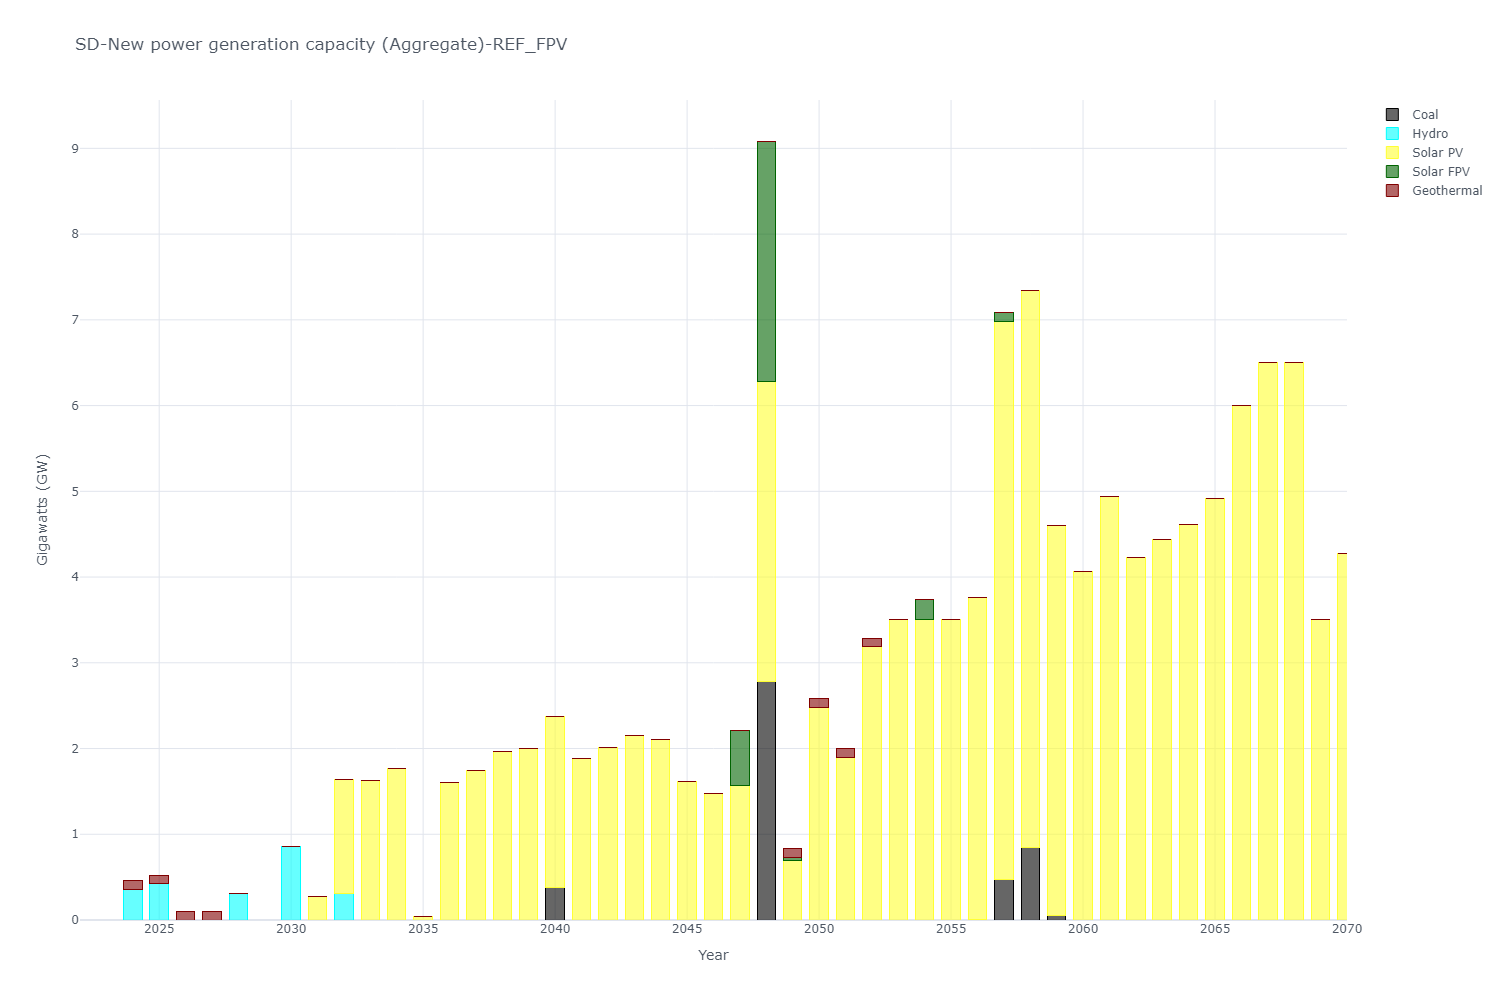 SD-New power generation capacity (Aggregate)-REF_FPV
Coal
Hydro
Solar PV
Solar FPV
Geothermal
Gigawatts (GW)
9
8
7
6
5
4
3
2
1
0
2025
2030
2035
2040
2045
2050
2055
2060
2065
2070
Year